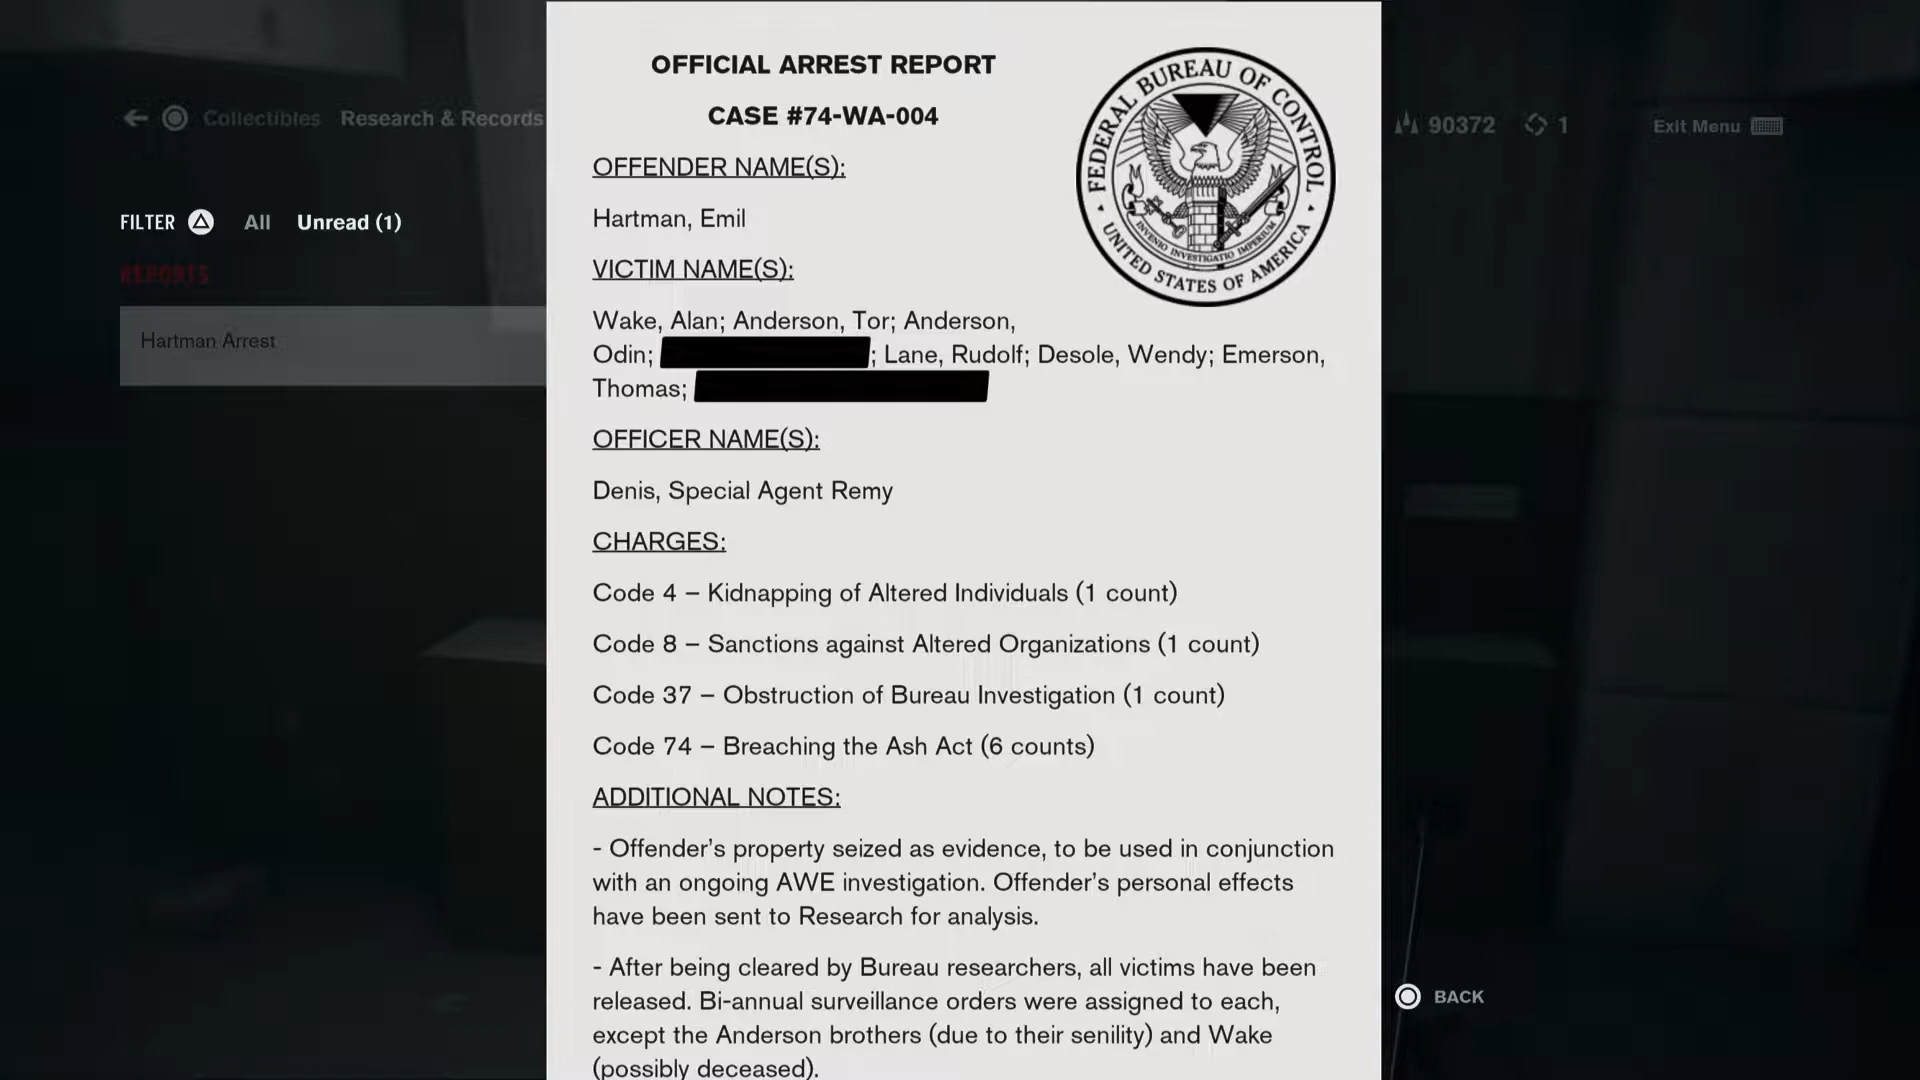 OFFICIAL ARREST REPORT
CASE #74-WA-004
FEDERAL BUREAU OF CONTROL
UNITED STATES OF AMERICA
INVENIO INVESTIGATIO IMPERIUM
Collectibles Research & Records
90372 1 Exit Menu
FILTER All Unread (1)
REPORTS
Hartman Arrest
OFFENDER NAME(S):
Hartman, Emil
VICTIM NAME(S):
Wake, Alan; Anderson, Tor; Anderson,
Odin; ; Lane, Rudolf; Desole, Wendy; Emerson,
Thomas;
OFFICER NAME(S):
Denis, Special Agent Remy
CHARGES:
Code 4 – Kidnapping of Altered Individuals (1 count)
Code 8 – Sanctions against Altered Organizations (1 count)
Code 37 – Obstruction of Bureau Investigation (1 count)
Code 74 – Breaching the Ash Act (6 counts)
ADDITIONAL NOTES:
- Offender's property seized as evidence, to be used in conjunction
with an ongoing AWE investigation. Offender's personal effects
have been sent to Research for analysis.
- After being cleared by Bureau researchers, all victims have been
released. Bi-annual surveillance orders were assigned to each,
except the Anderson brothers (due to their senility) and Wake
(possibly deceased).
BACK